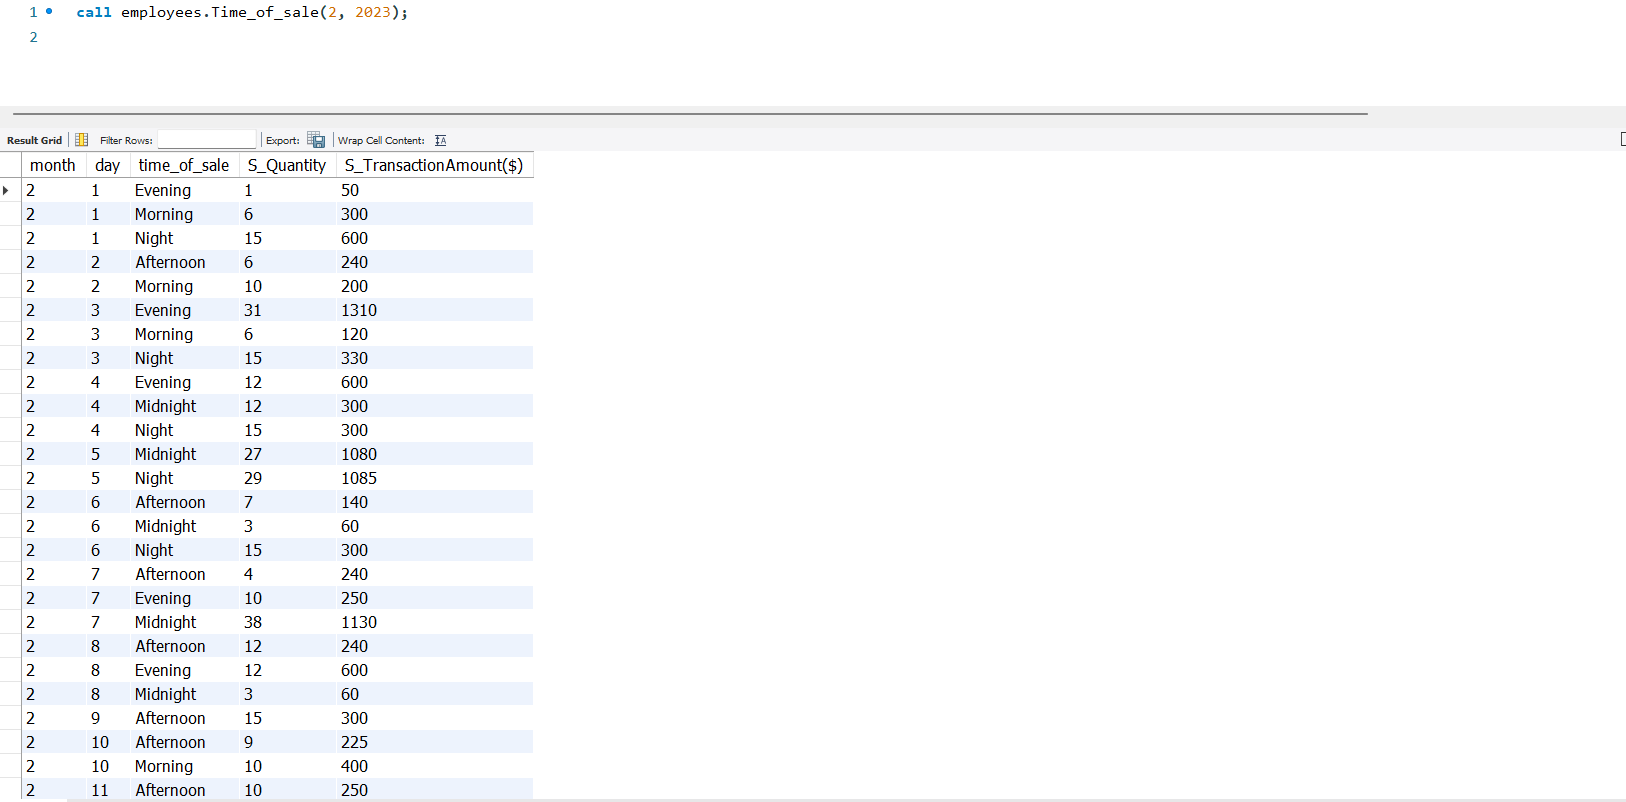 1 call employees.Time_of_sale(2, 2023);
2
Result Grid Filter Rows: Export: Wrap Cell Content: IA
month day time_of_sale S_Quantity S_TransactionAmount($)
2 1 Evening 1 50
2 1 Morning 6 300
2 1 Night 15 600
2 2 Afternoon 6 240
2 2 Morning 10 200
2 3 Evening 31 1310
2 3 Morning 6 120
2 3 Night 15 330
2 4 Evening 12 600
2 4 Midnight 12 300
2 4 Night 15 300
2 5 Midnight 27 1080
2 5 Night 29 1085
2 6 Afternoon 7 140
2 6 Midnight 3 60
2 6 Night 15 300
2 7 Afternoon 4 240
2 7 Evening 10 250
2 7 Midnight 38 1130
2 8 Afternoon 12 240
2 8 Evening 12 600
2 8 Midnight 3 60
2 9 Afternoon 15 300
2 10 Afternoon 9 225
2 10 Morning 10 400
2 11 Afternoon 10 250